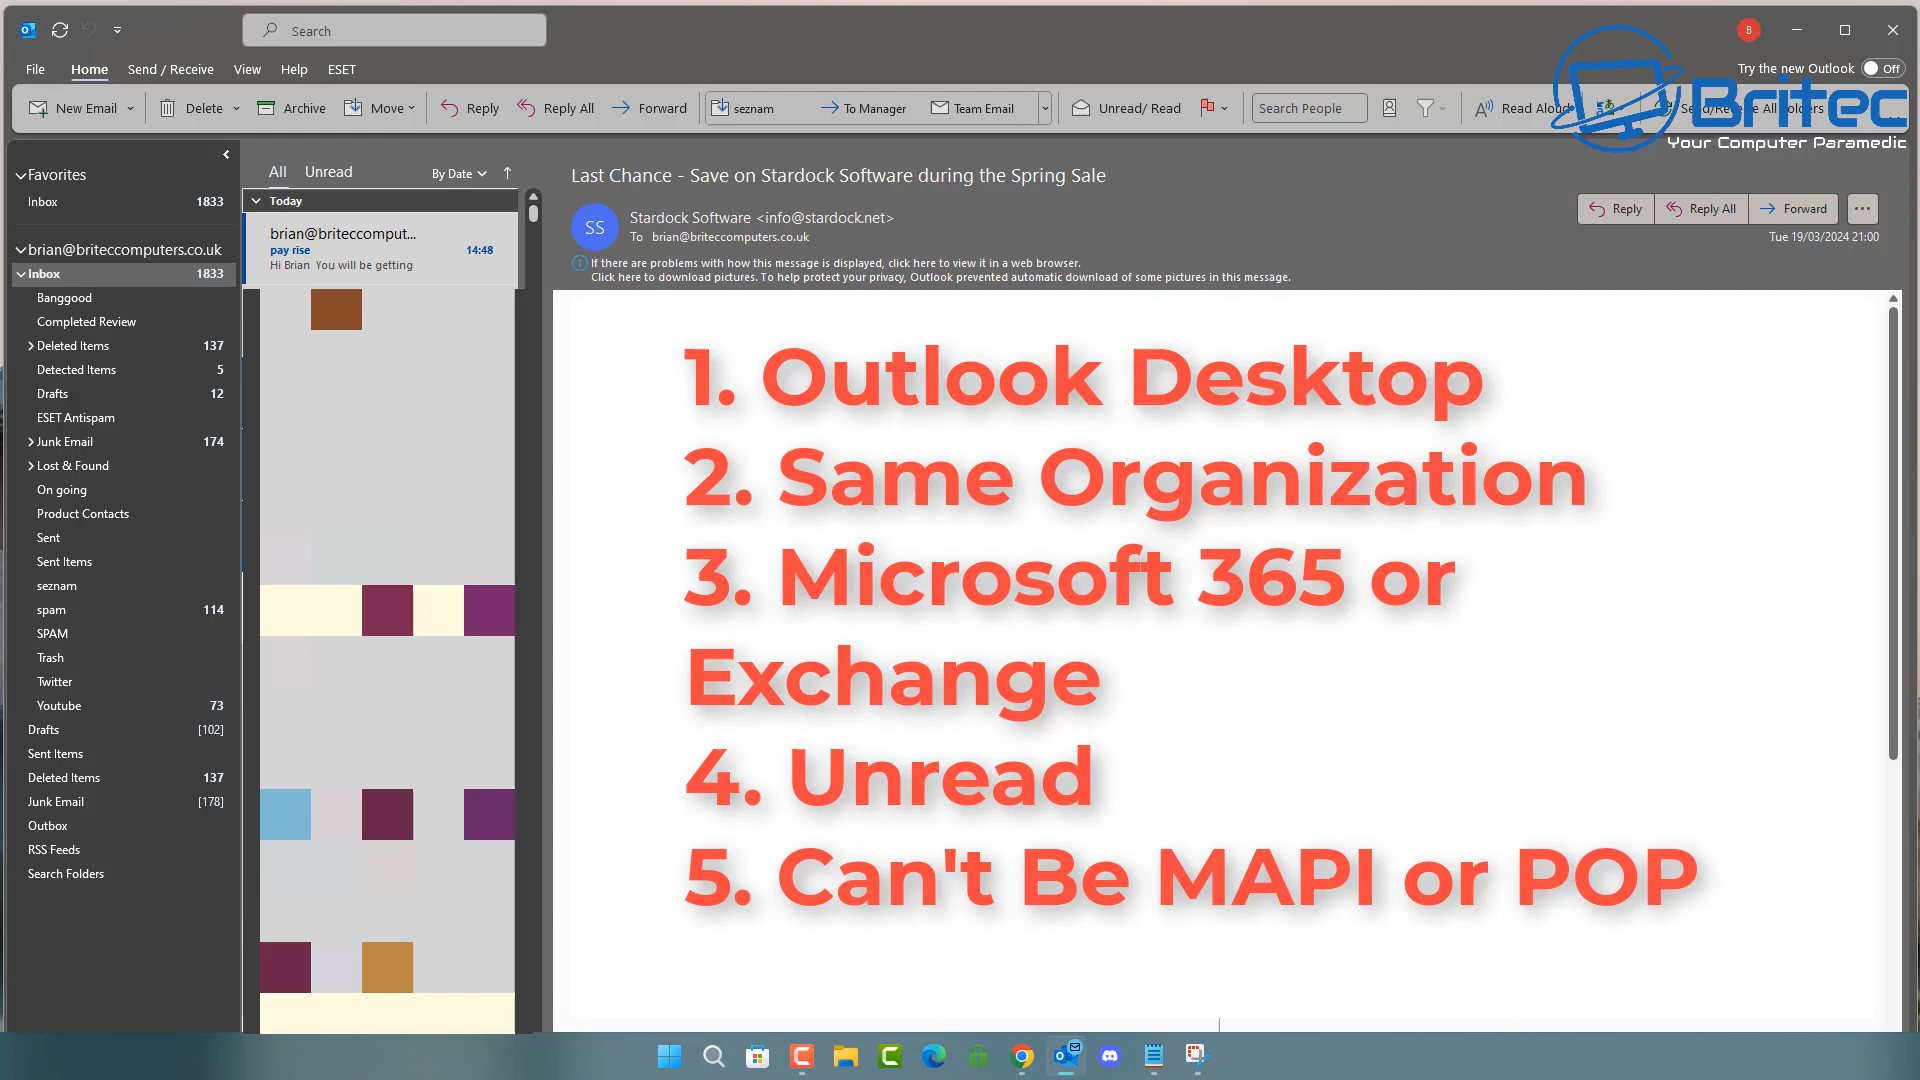 Search
B
File Home Send / Receive View Help ESET
Try the new Outlook Off
New Email Delete Archive Move Reply Reply All Forward seznam To Manager Team Email Unread/ Read Search People Read Aloud Send/Receive All Folders
Britec
Your Computer Paramedic
Favorites
Inbox 1833
brian@briteccomputers.co.uk
Inbox 1833
Banggood
Completed Review
Deleted Items 137
Detected Items 5
Drafts 12
ESET Antispam
Junk Email 174
Lost & Found
On going
Product Contacts
Sent
Sent Items
seznam
spam 114
SPAM
Trash
Twitter
Youtube 73
Drafts [102]
Sent Items
Deleted Items 137
Junk Email [178]
Outbox
RSS Feeds
Search Folders
All Unread By Date
Today
brian@briteccomput...
pay rise 14:48
Hi Brian You will be getting
Last Chance - Save on Stardock Software during the Spring Sale
SS
Stardock Software <info@stardock.net>
To brian@briteccomputers.co.uk
Reply Reply All Forward ...
Tue 19/03/2024 21:00
If there are problems with how this message is displayed, click here to view it in a web browser.
Click here to download pictures. To help protect your privacy, Outlook prevented automatic download of some pictures in this message.
1. Outlook Desktop
2. Same Organization
3. Microsoft 365 or
Exchange
4. Unread
5. Can't Be MAPI or POP